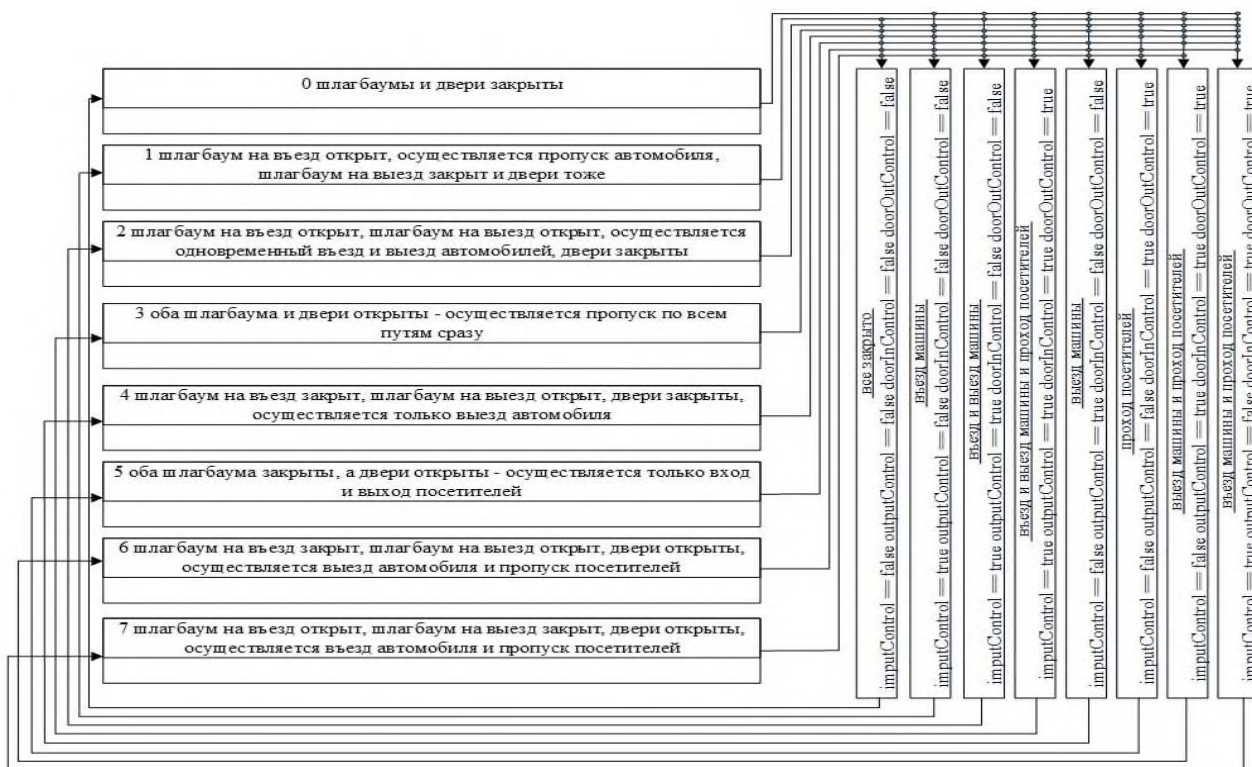 0 шлагбаумы и двери закрыты
1 шлагбаум на въезд открыт, осуществляется пропуск автомобиля,
шлагбаум на выезд закрыт и двери тоже
2 шлагбаум на въезд открыт, шлагбаум на выезд открыт, осуществляется
одновременный въезд и выезд автомобилей, двери закрыты
3 оба шлагбаума и двери открыты - осуществляется пропуск по всем
путям сразу
4 шлагбаум на въезд закрыт, шлагбаум на выезд открыт, двери закрыты,
осуществляется только выезд автомобиля
5 оба шлагбаума закрыты, а двери открыты - осуществляется только вход
и выход посетителей
6 шлагбаум на въезд закрыт, шлагбаум на выезд открыт, двери открыты,
осуществляется выезд автомобиля и пропуск посетителей
7 шлагбаум на въезд открыт, шлагбаум на выезд закрыт, двери открыты,
осуществляется въезд автомобиля и пропуск посетителей
все закрыто
imputControl == false outputControl == false doorInControl == false doorOutControl == false
въезд машины
imputControl == true outputControl == false doorInControl == false doorOutControl == false
въезд и выезд машины
imputControl == true outputControl == true doorInControl == false doorOutControl == false
въезд и выезд машины и проход посетителей
imputControl == true outputControl == true doorInControl == true doorOutControl == true
выезд машины
imputControl == false outputControl == true doorInControl == false doorOutControl == false
проход посетителей
imputControl == false outputControl == false doorInControl == true doorOutControl == true
выезд машины и проход посетителей
imputControl == false outputControl == true doorInControl == true doorOutControl == true
въезд машины и проход посетителей
imputControl == true outputControl == false doorInControl == true doorOutControl == true